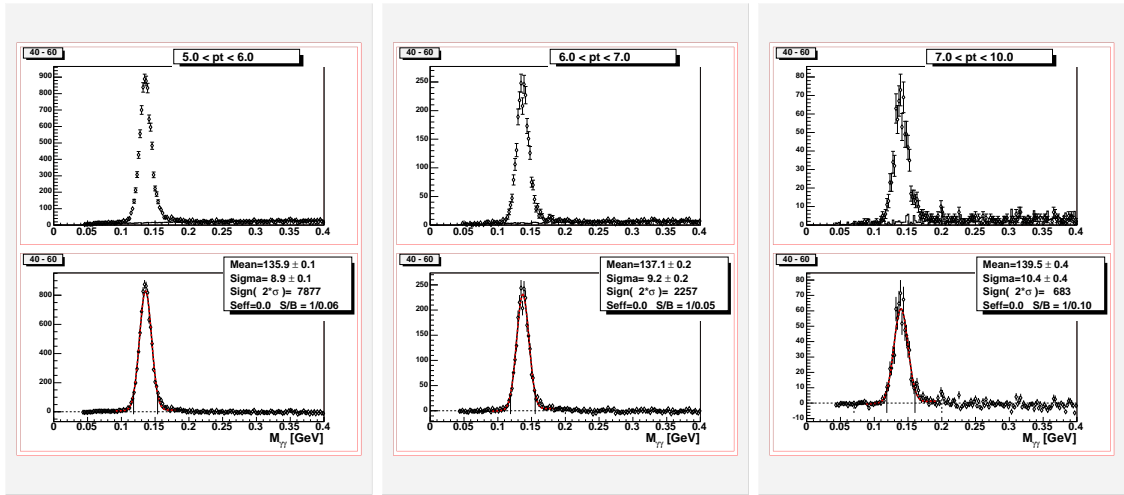 40 - 60
5.0 < pt < 6.0
900
800
700
600
500
400
300
200
100
0
0 0.05 0.1 0.15 0.2 0.25 0.3 0.35 0.4
40 - 60
Mean=135.9 ± 0.1
Sigma= 8.9 ± 0.1
Sign( 2*σ )= 7877
Seff=0.0 S/B = 1/0.06
800
600
400
200
0
0 0.05 0.1 0.15 0.2 0.25 0.3 0.35 0.4
Mγγ [GeV]
40 - 60
6.0 < pt < 7.0
250
200
150
100
50
0
0 0.05 0.1 0.15 0.2 0.25 0.3 0.35 0.4
40 - 60
Mean=137.1 ± 0.2
Sigma= 9.2 ± 0.2
Sign( 2*σ )= 2257
Seff=0.0 S/B = 1/0.05
250
200
150
100
50
0
0 0.05 0.1 0.15 0.2 0.25 0.3 0.35 0.4
Mγγ [GeV]
40 - 60
7.0 < pt < 10.0
80
70
60
50
40
30
20
10
0
0 0.05 0.1 0.15 0.2 0.25 0.3 0.35 0.4
40 - 60
Mean=139.5 ± 0.4
Sigma=10.4 ± 0.4
Sign( 2*σ )= 683
Seff=0.0 S/B = 1/0.10
80
70
60
50
40
30
20
10
0
-10
0 0.05 0.1 0.15 0.2 0.25 0.3 0.35 0.4
Mγγ [GeV]